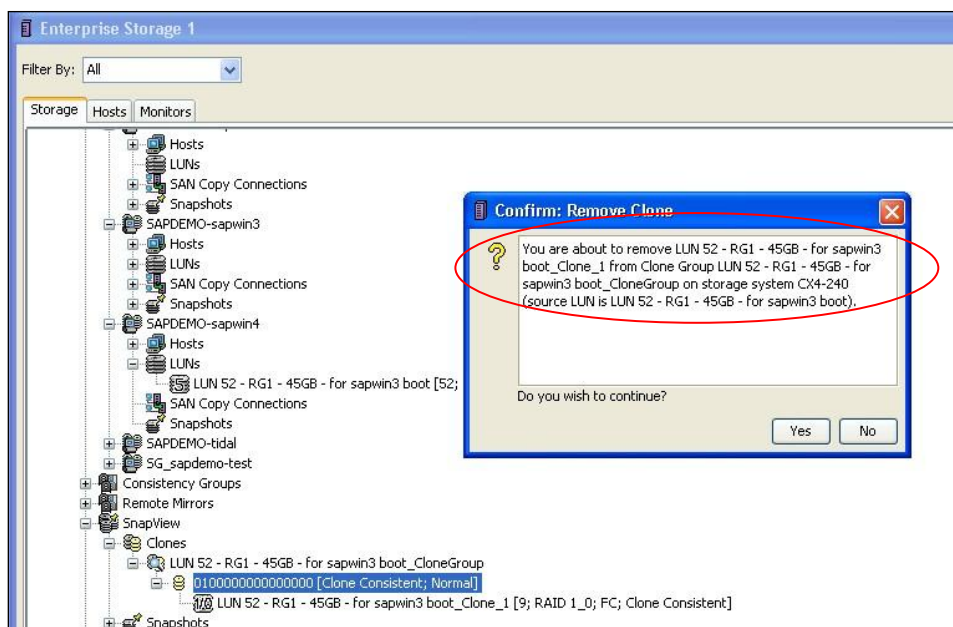 Enterprise Storage 1
Filter By: All
Storage Hosts Monitors
Hosts
LUNs
SAN Copy Connections
Snapshots
SAPDEMO-sapwin3
Hosts
LUNs
SAN Copy Connections
Snapshots
SAPDEMO-sapwin4
Hosts
LUNs
LUN 52 - RG1 - 45GB - for sapwin3 boot [52;
SAN Copy Connections
Snapshots
SAPDEMO-tidal
SG_sapdemo-test
Consistency Groups
Remote Mirrors
SnapView
Clones
LUN 52 - RG1 - 45GB - for sapwin3 boot_CloneGroup
0100000000000000 [Clone Consistent; Normal]
LUN 52 - RG1 - 45GB - for sapwin3 boot_Clone_1 [9; RAID 1_0; FC; Clone Consistent]
Snapshots
Confirm: Remove Clone
You are about to remove LUN 52 - RG1 - 45GB - for sapwin3
boot_Clone_1 from Clone Group LUN 52 - RG1 - 45GB - for
sapwin3 boot_CloneGroup on storage system CX4-240
(source LUN is LUN 52 - RG1 - 45GB - for sapwin3 boot).
Do you wish to continue?
Yes No